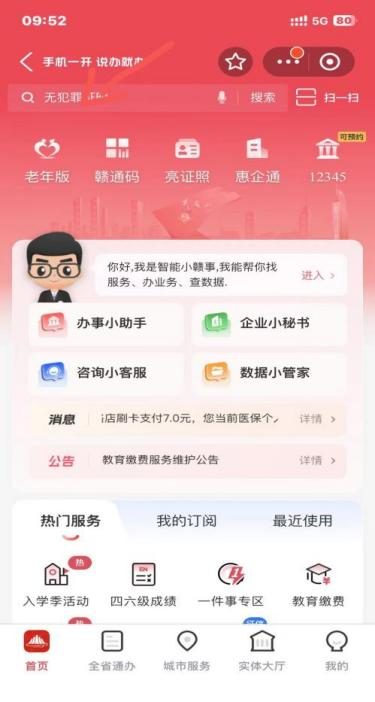 09:52
5G 80
手机一开 说办就办
无犯罪
搜索
扫一扫
可预约
老年版
赣通码
亮证照
惠企通
12345
你好,我是智能小赣事,我能帮你找
服务、办业务、查数据.
进入 >
办事小助手
企业小秘书
咨询小客服
数据小管家
消息
店刷卡支付7.0元，您当前医保个人
详情 >
公告
教育缴费服务维护公告
详情 >
热门服务
我的订阅
最近使用
热
EN
入学季活动
四六级成绩
一件事专区
教育缴费
热
征信
首页
全省通办
城市服务
实体大厅
我的